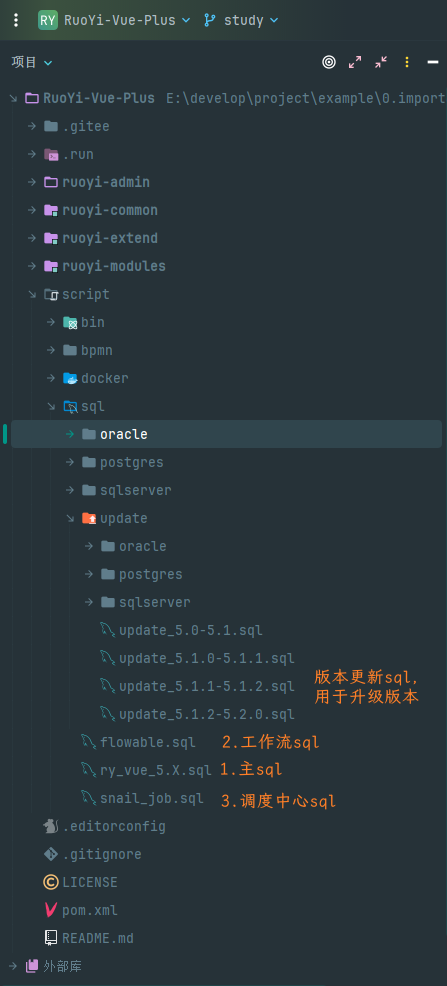 RY RuoYi-Vue-Plus study
项目
RuoYi-Vue-Plus E:\develop\project\example\0.import
.gitee
.run
ruoyi-admin
ruoyi-common
ruoyi-extend
ruoyi-modules
script
bin
bpmn
docker
sql
oracle
postgres
sqlserver
update
oracle
postgres
sqlserver
update_5.0-5.1.sql
update_5.1.0-5.1.1.sql
update_5.1.1-5.1.2.sql
版本更新sql,
用于升级版本
update_5.1.2-5.2.0.sql
flowable.sql 2.工作流sql
ry_vue_5.X.sql 1.主sql
snail_job.sql 3.调度中心sql
.editorconfig
.gitignore
LICENSE
pom.xml
README.md
外部库